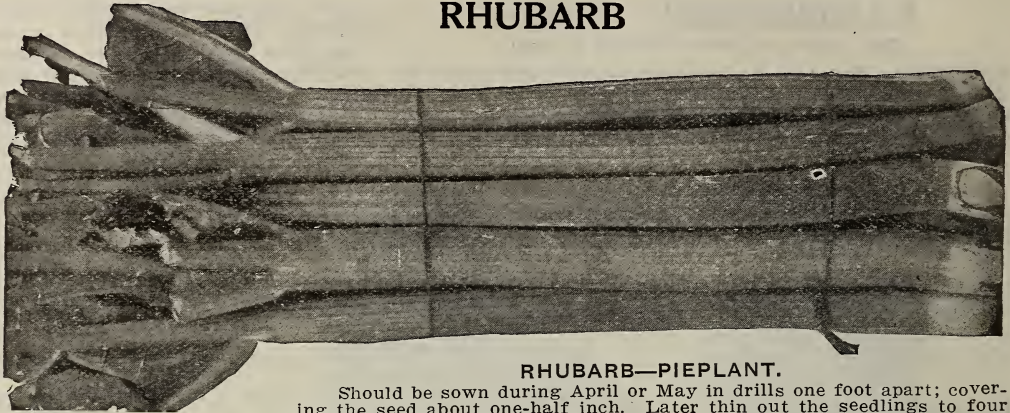 RHUBARB
RHUBARB—PIEPLANT.
Should be sown during April or May in drills one foot apart; cover-
ing the seed about one-half inch. Later thin out the seedlings to four